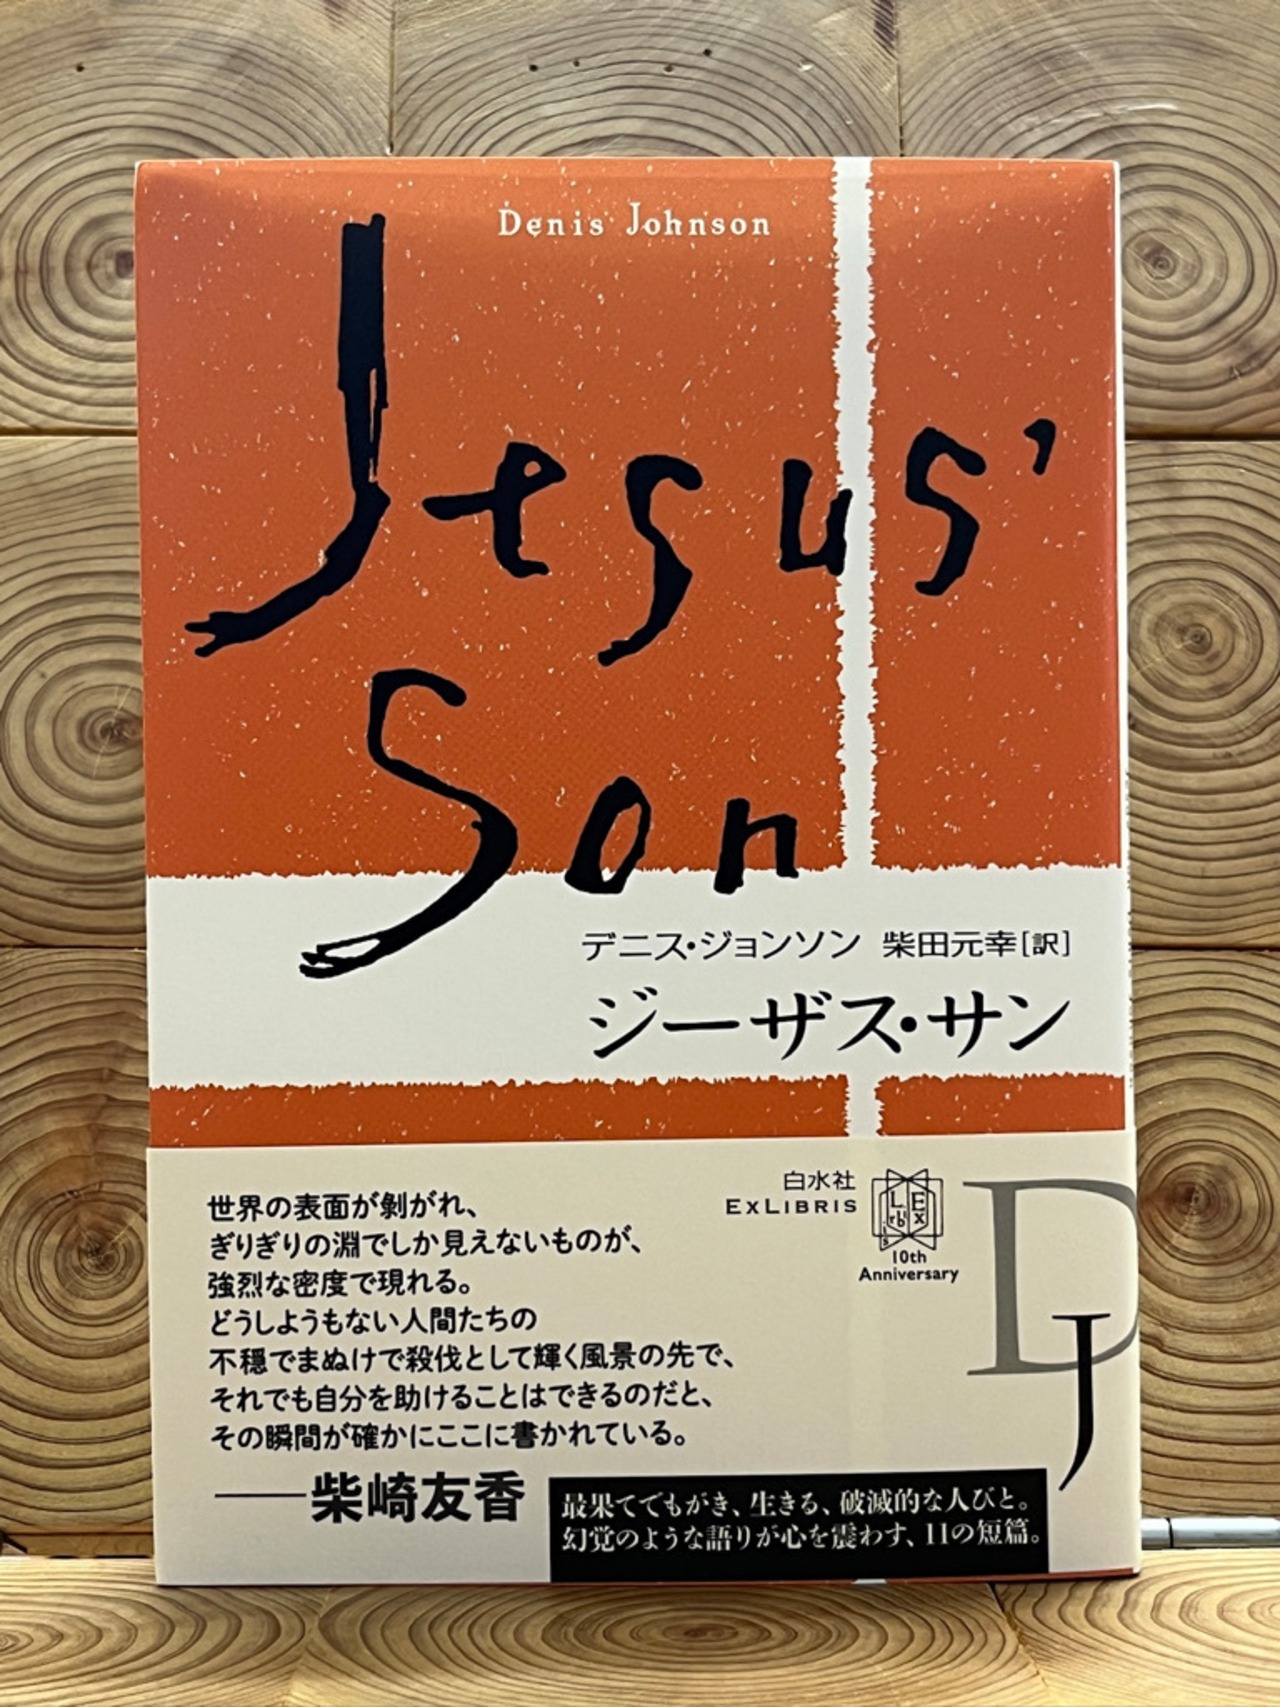 Denis Johnson
Jesus'
Son
デニス・ジョンソン 柴田元幸[訳]
ジーザス・サン
白水社
EXLIBRIS
Ex
Libris
10th
Anniversary
DJ
世界の表面が剝がれ、
ぎりぎりの淵でしか見えないものが、
強烈な密度で現れる。
どうしようもない人間たちの
不穏でまぬけで殺伐として輝く風景の先で、
それでも自分を助けることはできるのだと、
その瞬間が確かにここに書かれている。
——柴崎友香
最果てでもがき、生きる、破滅的な人びと。
幻覚のような語りが心を震わす、11の短篇。